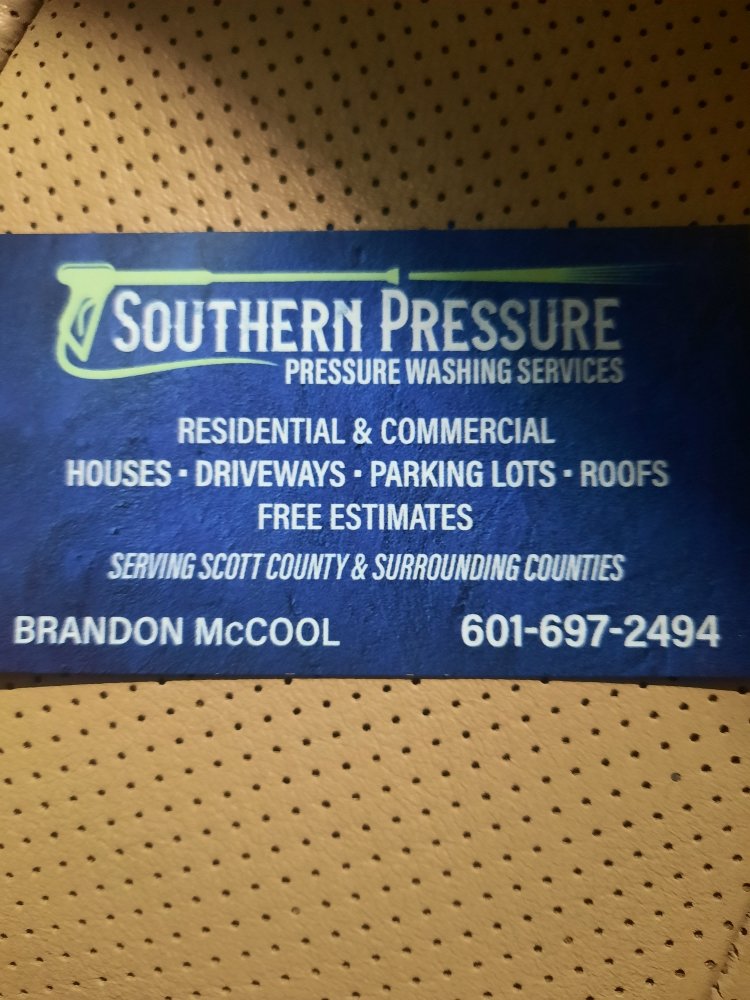 SOUTHERN PRESSURE
PRESSURE WASHING SERVICES
RESIDENTIAL & COMMERCIAL
HOUSES · DRIVEWAYS · PARKING LOTS · ROOFS
FREE ESTIMATES
SERVING SCOTT COUNTY & SURROUNDING COUNTIES
BRANDON McCOOL 601-697-2494